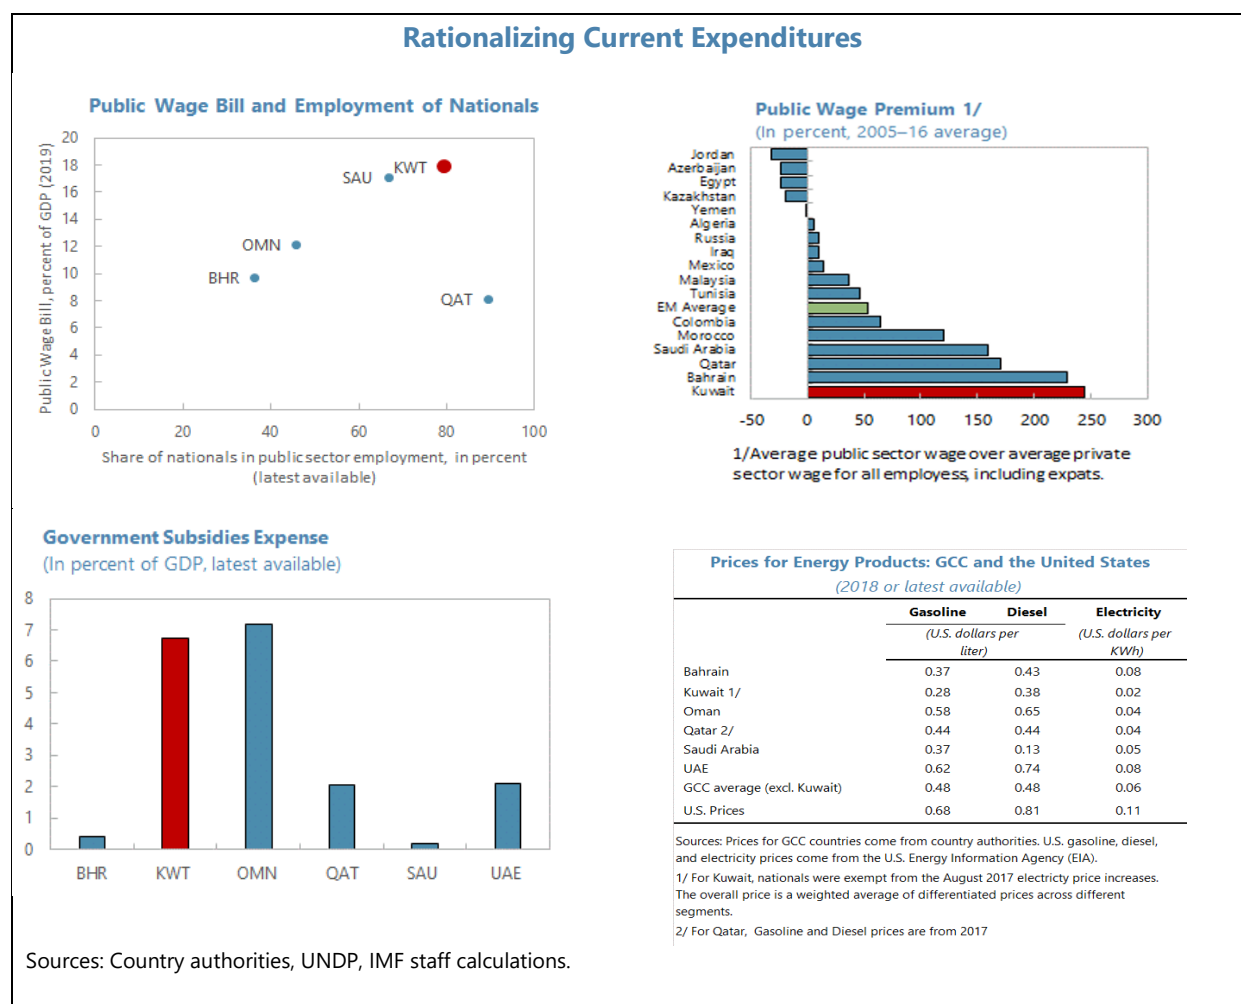 Rationalizing Current Expenditures
Public Wage Bill and Employment of Nationals
Public Wage Bill, percent of GDP (2019)
20
18
16
14
12
10
8
6
4
2
0
KWT
SAU
OMN
BHR
QAT
0 20 40 60 80 100
Share of nationals in public sector employment, in percent
(latest available)
Public Wage Premium 1/
(In percent, 2005–16 average)
Jordan
Azerbaijan
Egypt
Kazakhstan
Yemen
Algeria
Russia
Iraq
Mexico
Malaysia
Tunisia
EM Average
Colombia
Morocco
Saudi Arabia
Qatar
Bahrain
Kuwait
-50 0 50 100 150 200 250 300
1/Average public sector wage over average private
sector wage for all employess, including expats.
Government Subsidies Expense
(In percent of GDP, latest available)
8
7
6
5
4
3
2
1
0
BHR KWT OMN QAT SAU UAE
Prices for Energy Products: GCC and the United States
(2018 or latest available)
Gasoline Diesel Electricity
(U.S. dollars per (U.S. dollars per
liter) KWh)
Bahrain 0.37 0.43 0.08
Kuwait 1/ 0.28 0.38 0.02
Oman 0.58 0.65 0.04
Qatar 2/ 0.44 0.44 0.04
Saudi Arabia 0.37 0.13 0.05
UAE 0.62 0.74 0.08
GCC average (excl. Kuwait) 0.48 0.48 0.06
U.S. Prices 0.68 0.81 0.11
Sources: Prices for GCC countries come from country authorities. U.S. gasoline, diesel,
and electricity prices come from the U.S. Energy Information Agency (EIA).
1/ For Kuwait, nationals were exempt from the August 2017 electricty price increases.
The overall price is a weighted average of differentiated prices across different
segments.
2/ For Qatar, Gasoline and Diesel prices are from 2017
Sources: Country authorities, UNDP, IMF staff calculations.